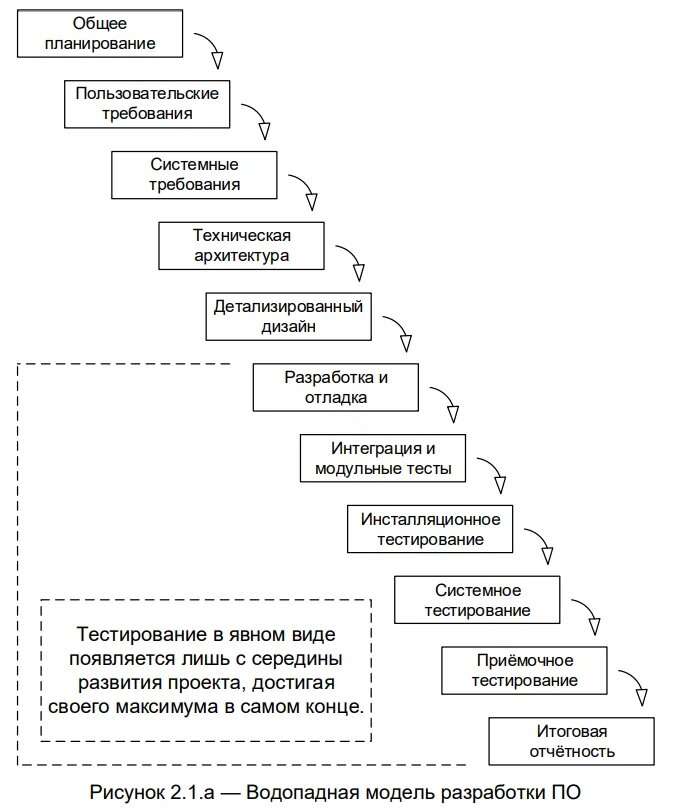 Общее
планирование
Пользовательские
требования
Системные
требования
Техническая
архитектура
Детализированный
дизайн
Разработка и
отладка
Интеграция и
модульные тесты
Инсталляционное
тестирование
Системное
тестирование
Приёмочное
тестирование
Итоговая
отчётность
Тестирование в явном виде
появляется лишь с середины
развития проекта, достигая
своего максимума в самом конце.
Рисунок 2.1.a — Водопадная модель разработки ПО